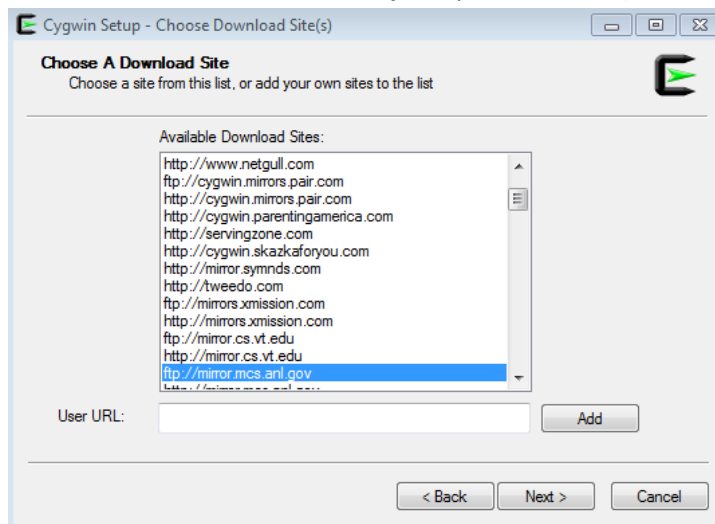 Cygwin Setup - Choose Download Site(s)
Choose A Download Site
Choose a site from this list, or add your own sites to the list
Available Download Sites:
http://www.netgull.com
ftp://cygwin.mirrors.pair.com
http://cygwin.mirrors.pair.com
http://cygwin.parentingamerica.com
http://servingzone.com
http://cygwin.skazkaforyou.com
http://mirror.symnds.com
http://tweedo.com
ftp://mirrors.xmission.com
http://mirrors.xmission.com
ftp://mirror.cs.vt.edu
http://mirror.cs.vt.edu
ftp://mirror.mcs.anl.gov
User URL:
Add
< Back Next > Cancel